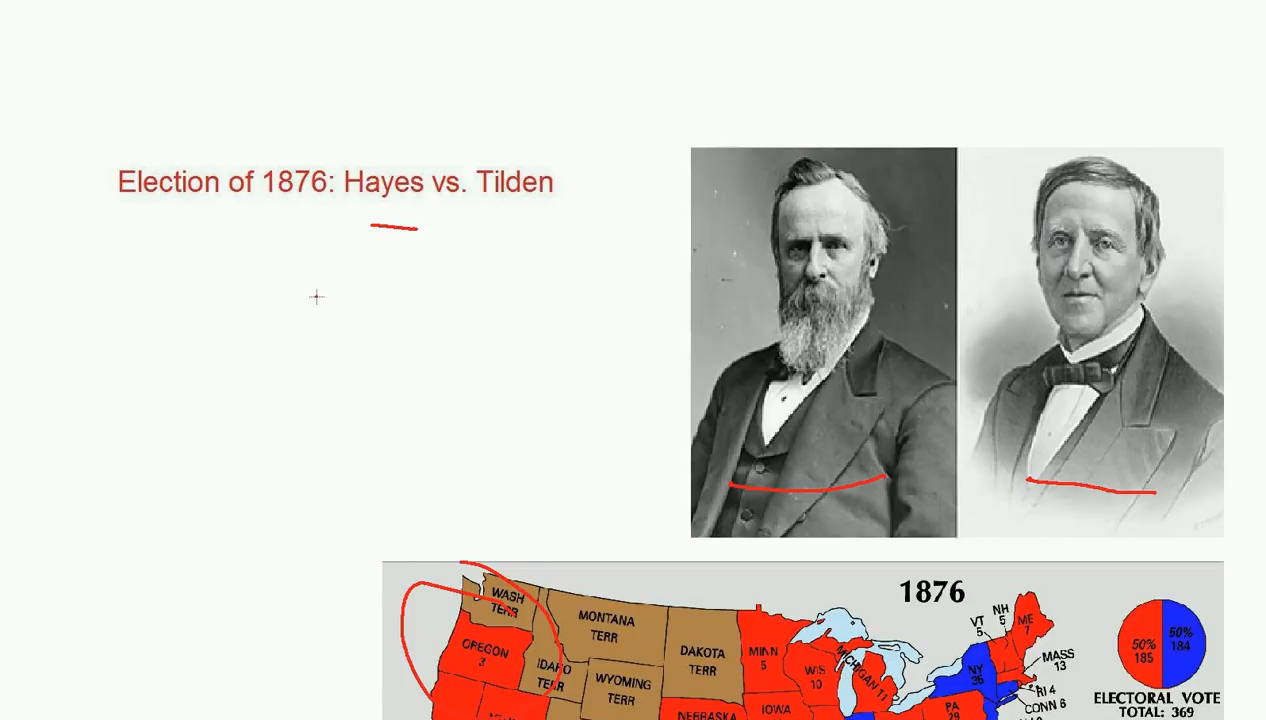 Election of 1876: Hayes vs. Tilden
1876
WASH
TERR
MONTANA
TERR
OREGON
3
IDAHO
TERR
WYOMING
TERR
DAKOTA
TERR
MINN
5
WIS
10
MICHIGAN 11
IOWA
NEBRASKA
VT
5
NH
5
ME
7
MASS
13
NY
35
RI 4
CONN 6
PA
29
50%
185
50%
184
ELECTORAL VOTE
TOTAL: 369